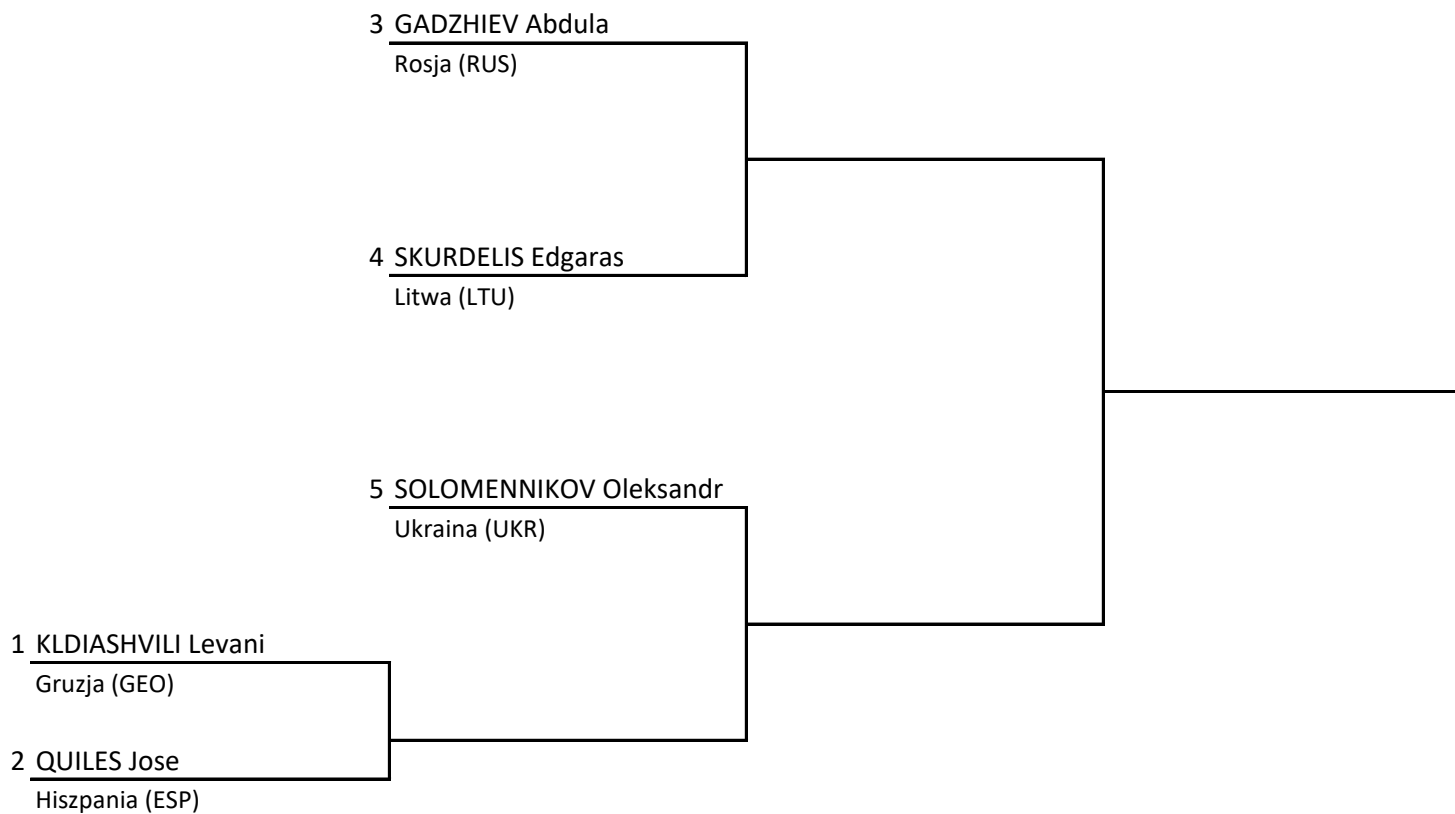 3 GADZHIEV Abdula
Rosja (RUS)
4 SKURDELIS Edgaras
Litwa (LTU)
5 SOLOMENNIKOV Oleksandr
Ukraina (UKR)
1 KLDIASHVILI Levani
Gruzja (GEO)
2 QUILES Jose
Hiszpania (ESP)